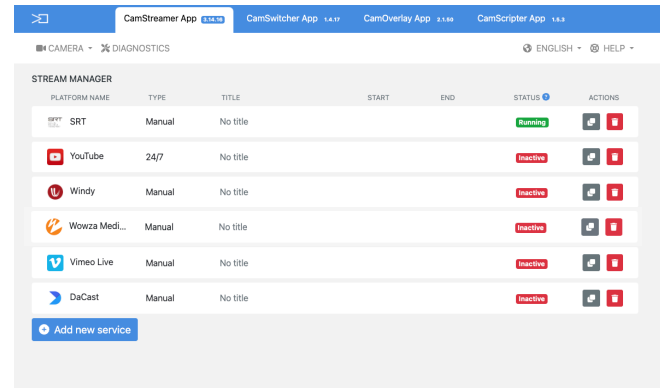 CamStreamer App 3.14.16 CamSwitcher App 1.4.17 CamOverlay App 2.1.50 CamScripter App 1.5.3
CAMERA DIAGNOSTICS ENGLISH HELP
STREAM MANAGER
PLATFORM NAME TYPE TITLE START END STATUS ? ACTIONS
SRT Manual No title Running
YouTube 24/7 No title Inactive
Windy Manual No title Inactive
Wowza Medi... Manual No title Inactive
Vimeo Live Manual No title Inactive
DaCast Manual No title Inactive
Add new service